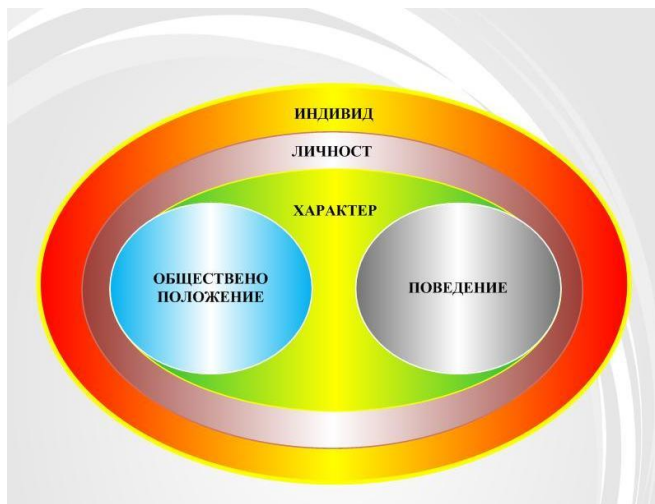 ИНДИВИД
ЛИЧНОСТ
ХАРАКТЕР
ОБЩЕСТВЕНО
ПОЛОЖЕНИЕ
ПОВЕДЕНИЕ